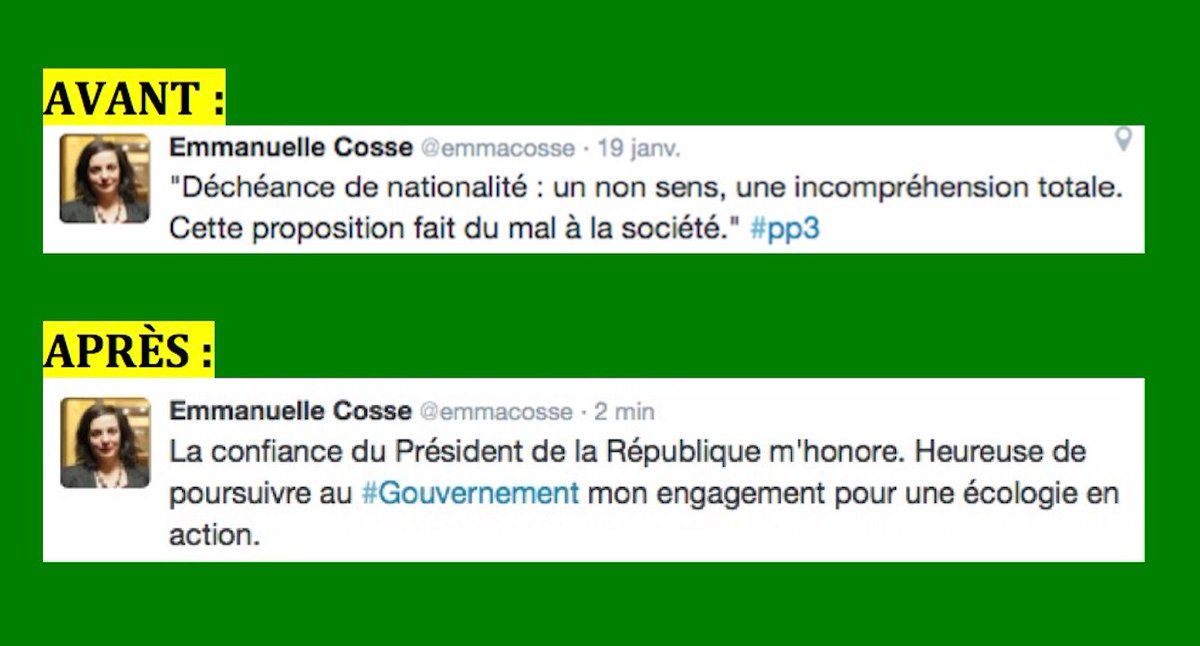 AVANT :
Emmanuelle Cosse @emmacosse · 19 janv.
"Déchéance de nationalité : un non sens, une incompréhension totale.
Cette proposition fait du mal à la société." #pp3
APRÈS :
Emmanuelle Cosse @emmacosse · 2 min
La confiance du Président de la République m'honore. Heureuse de
poursuivre au #Gouvernement mon engagement pour une écologie en
action.